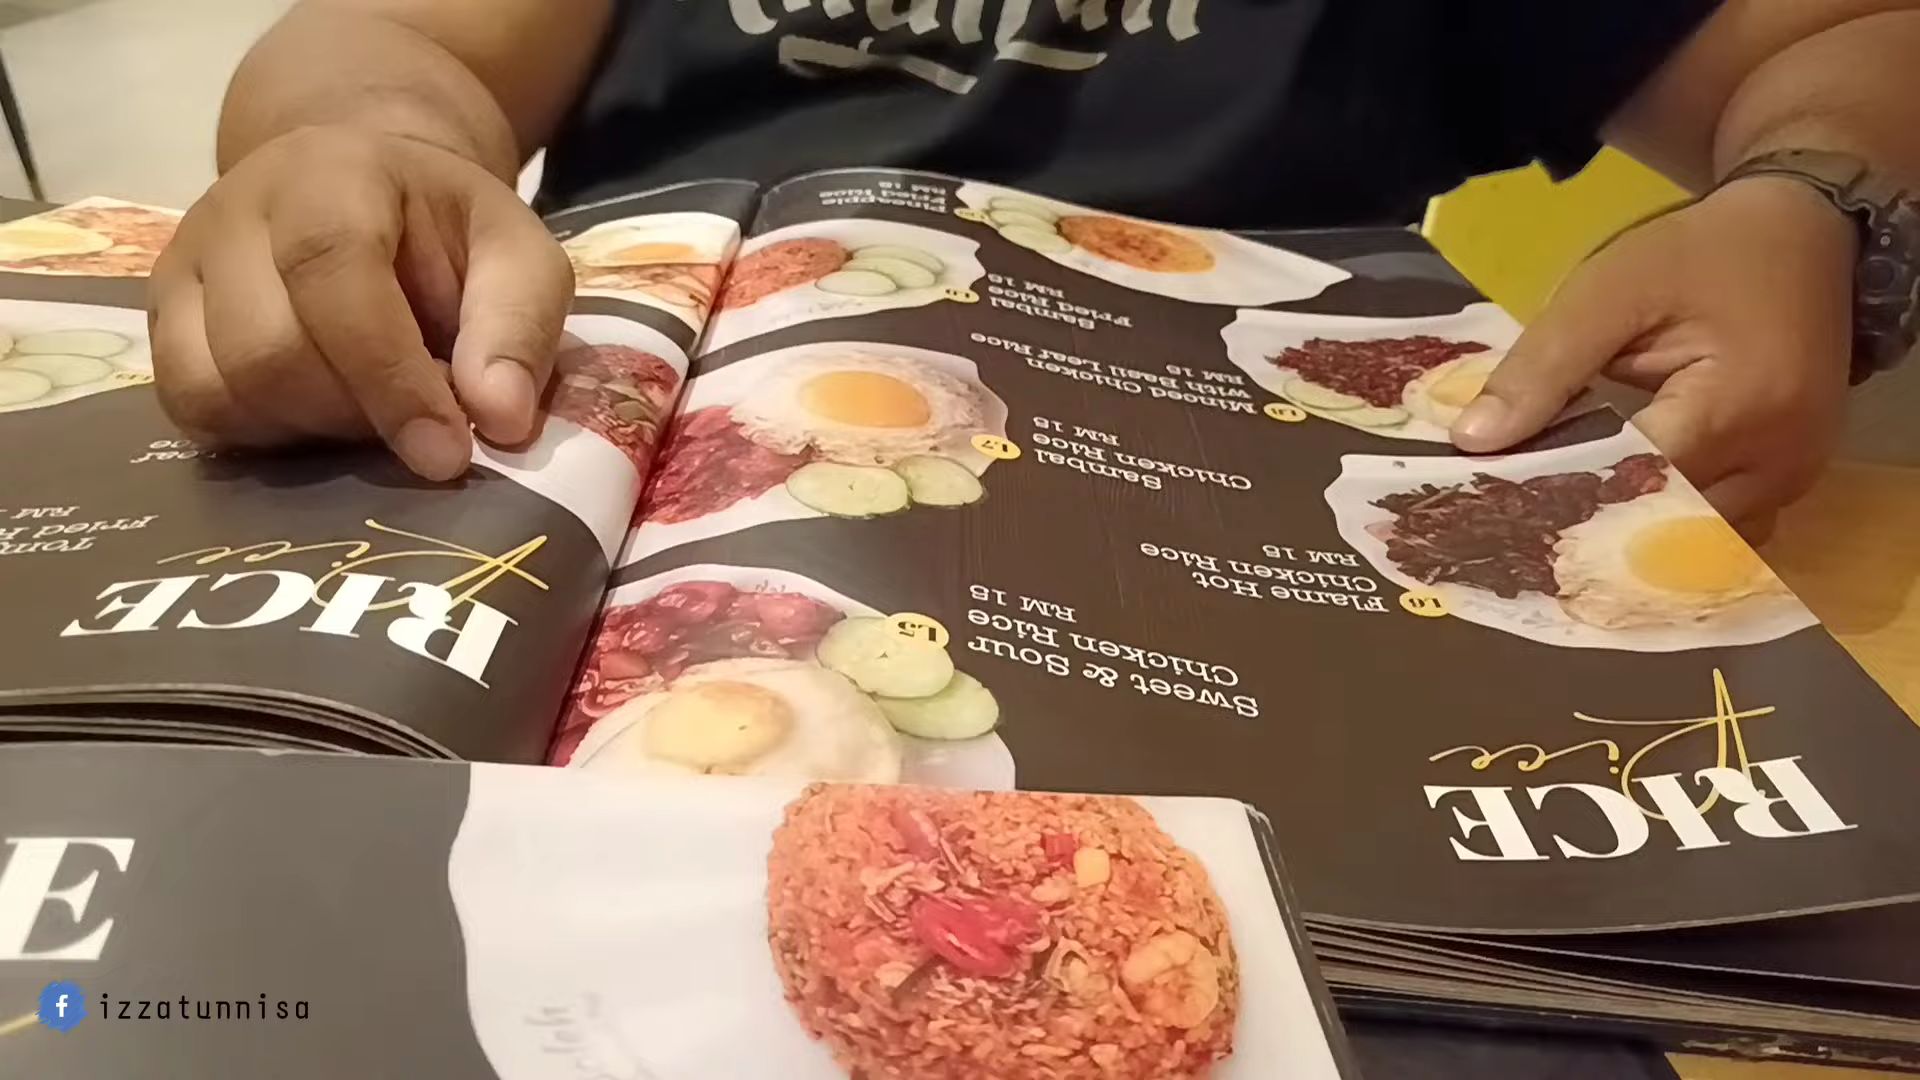 RICE
Rice
L5
Sweet & Sour
Chicken Rice
RM 15
L6
Flame Hot
Chicken Rice
RM 15
L7
Sambal
Chicken Rice
RM 15
L8
Minced Chicken
with Basil Leaf Rice
RM 15
Sambal
Fried Rice
RM 15
Pineapple
Fried Rice
RM 15
RICE
Rice
Fried
RM
E
izzatunnisa